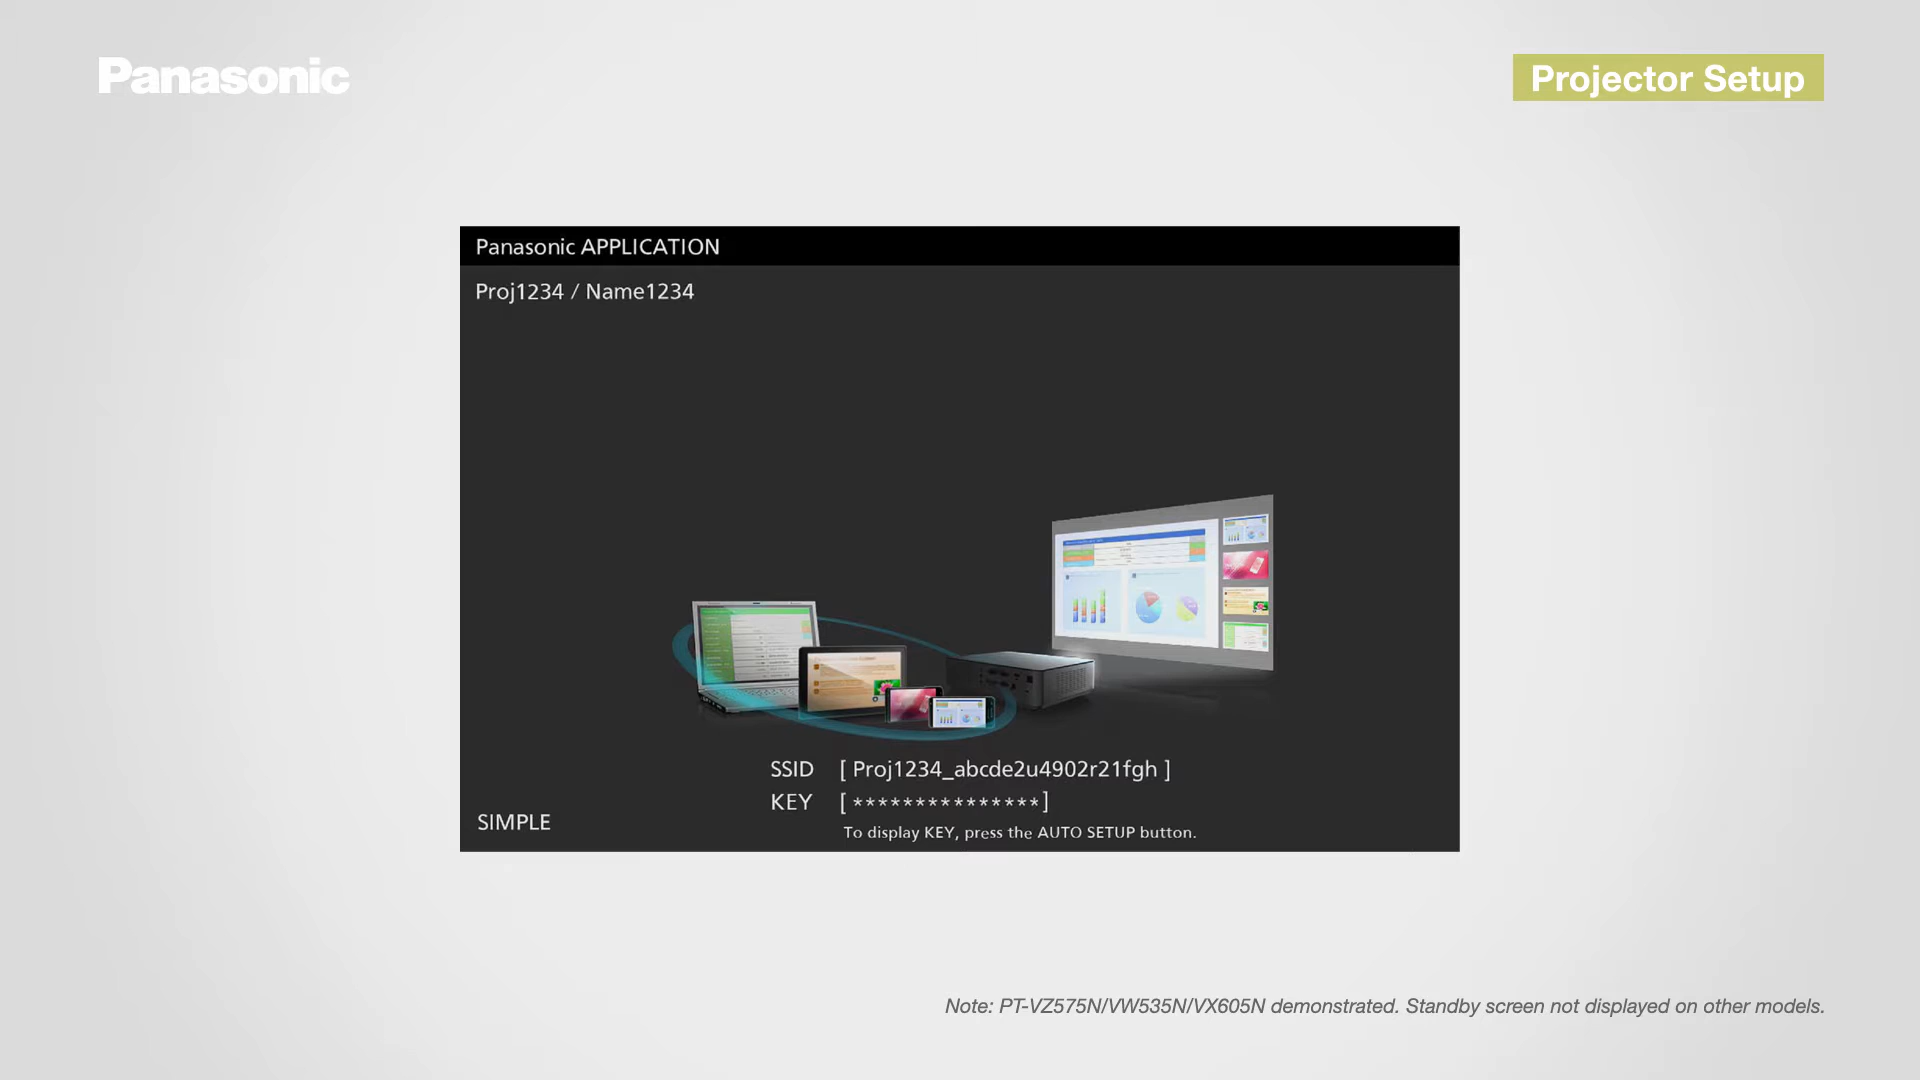 Panasonic
Projector Setup
Panasonic APPLICATION
Proj1234 / Name1234
SSID [ Proj1234_abcde2u4902r21fgh ]
KEY [ *************** ]
To display KEY, press the AUTO SETUP button.
SIMPLE
Note: PT-VZ575N/VW535N/VX605N demonstrated. Standby screen not displayed on other models.